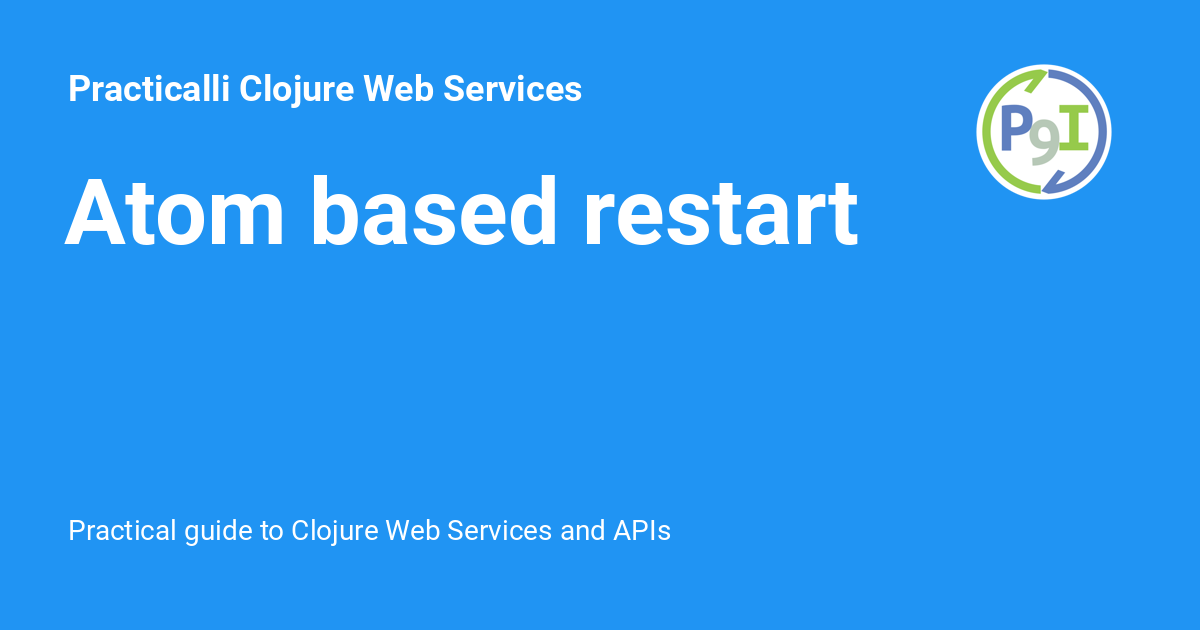 Practicalli Clojure Web Services
P9I
Atom based restart
Practical guide to Clojure Web Services and APIs